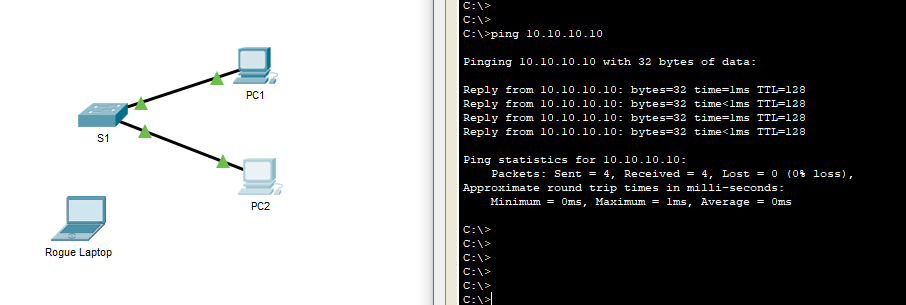 PC1
S1
PC2
Rogue Laptop
C:\>
C:\>
C:\>ping 10.10.10.10
Pinging 10.10.10.10 with 32 bytes of data:
Reply from 10.10.10.10: bytes=32 time=1ms TTL=128
Reply from 10.10.10.10: bytes=32 time<1ms TTL=128
Reply from 10.10.10.10: bytes=32 time<1ms TTL=128
Reply from 10.10.10.10: bytes=32 time<1ms TTL=128
Ping statistics for 10.10.10.10:
Packets: Sent = 4, Received = 4, Lost = 0 (0% loss),
Approximate round trip times in milli-seconds:
Minimum = 0ms, Maximum = 1ms, Average = 0ms
C:\>
C:\>
C:\>
C:\>
C:\>
C:\>